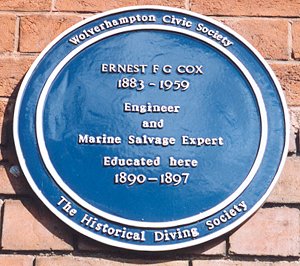 Wolverhampton Civic Society
ERNEST F G COX
1883 - 1959
Engineer
and
Marine Salvage Expert
Educated here
1890 - 1897
The Historical Diving Society